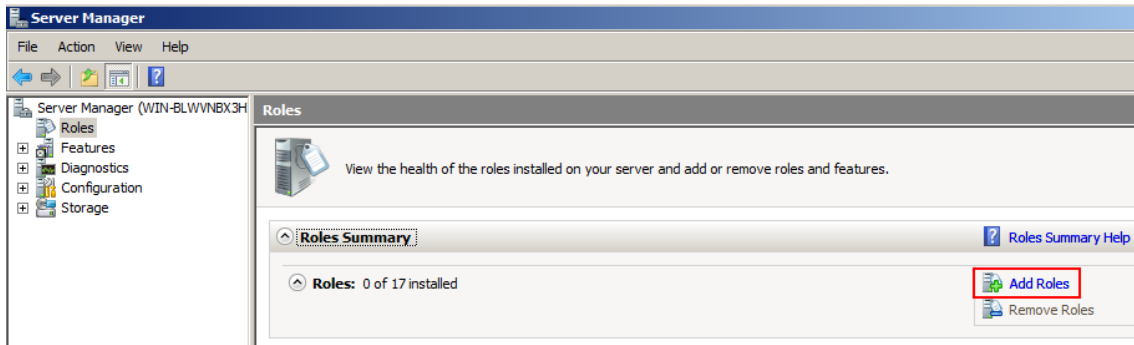 Server Manager
File Action View Help
Server Manager (WIN-BLWVNBX3H
Roles
Features
Diagnostics
Configuration
Storage
Roles
View the health of the roles installed on your server and add or remove roles and features.
Roles Summary
Roles Summary Help
Roles: 0 of 17 installed
Add Roles
Remove Roles